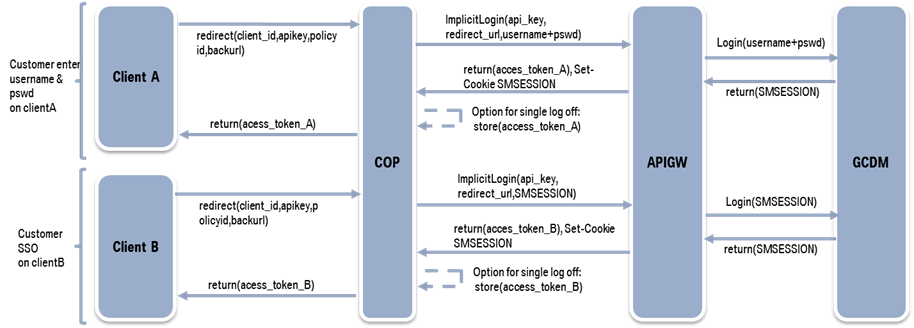 Customer enter
username &
pswd
on clientA
Client A
redirect(client_id,apikey,policy
id,backurl)
return(acess_token_A)
ImplicitLogin(api_key,
redirect_url,username+pswd)
return(acces_token_A), Set-
Cookie SMSESSION
Option for single log off:
store(access_token_A)
Login(username+pswd)
return(SMSESSION)
COP
APIGW
GCDM
Customer
SSO
on clientB
Client B
redirect(client_id,apikey,p
olicyid,backurl)
return(acess_token_B)
ImplicitLogin(api_key,
redirect_url,SMSESSION)
return(acces_token_B), Set-Cookie
SMSESSION
Option for single log off:
store(access_token_B)
Login(SMSESSION)
return(SMSESSION)